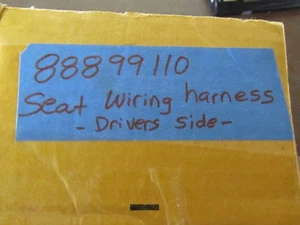 88899110
Seat Wiring harness
- Drivers side -